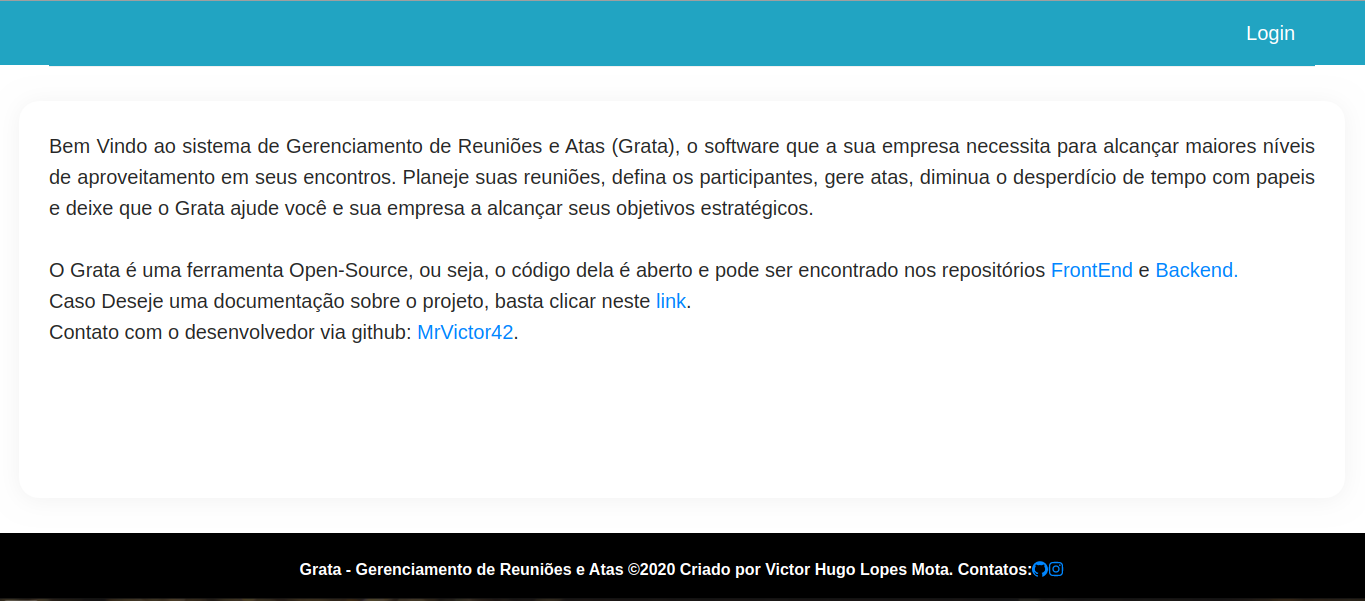 Login
Bem Vindo ao sistema de Gerenciamento de Reuniões e Atas (Grata), o software que a sua empresa necessita para alcançar maiores níveis
de aproveitamento em seus encontros. Planeje suas reuniões, defina os participantes, gere atas, diminua o desperdício de tempo com papeis
e deixe que o Grata ajude você e sua empresa a alcançar seus objetivos estratégicos.
O Grata é uma ferramenta Open-Source, ou seja, o código dela é aberto e pode ser encontrado nos repositórios FrontEnd e Backend.
Caso Deseje uma documentação sobre o projeto, basta clicar neste link.
Contato com o desenvolvedor via github: MrVictor42.
Grata - Gerenciamento de Reuniões e Atas ©2020 Criado por Victor Hugo Lopes Mota. Contatos: